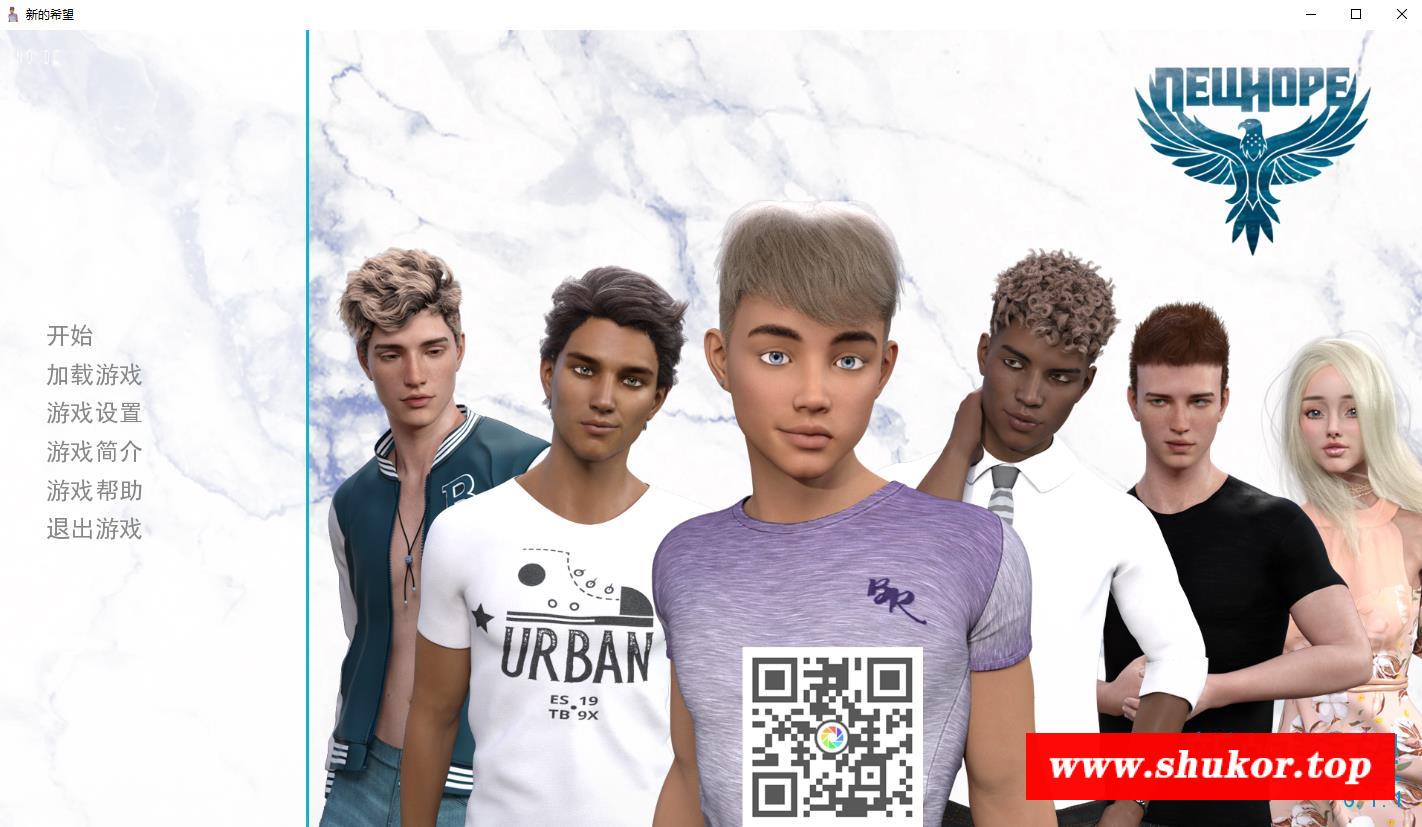 新的希望
NEWHOPE
开始
加载游戏
游戏设置
游戏简介
游戏帮助
退出游戏
B
BR
URBAN
ES 19
TB 9X
www.shukor.top